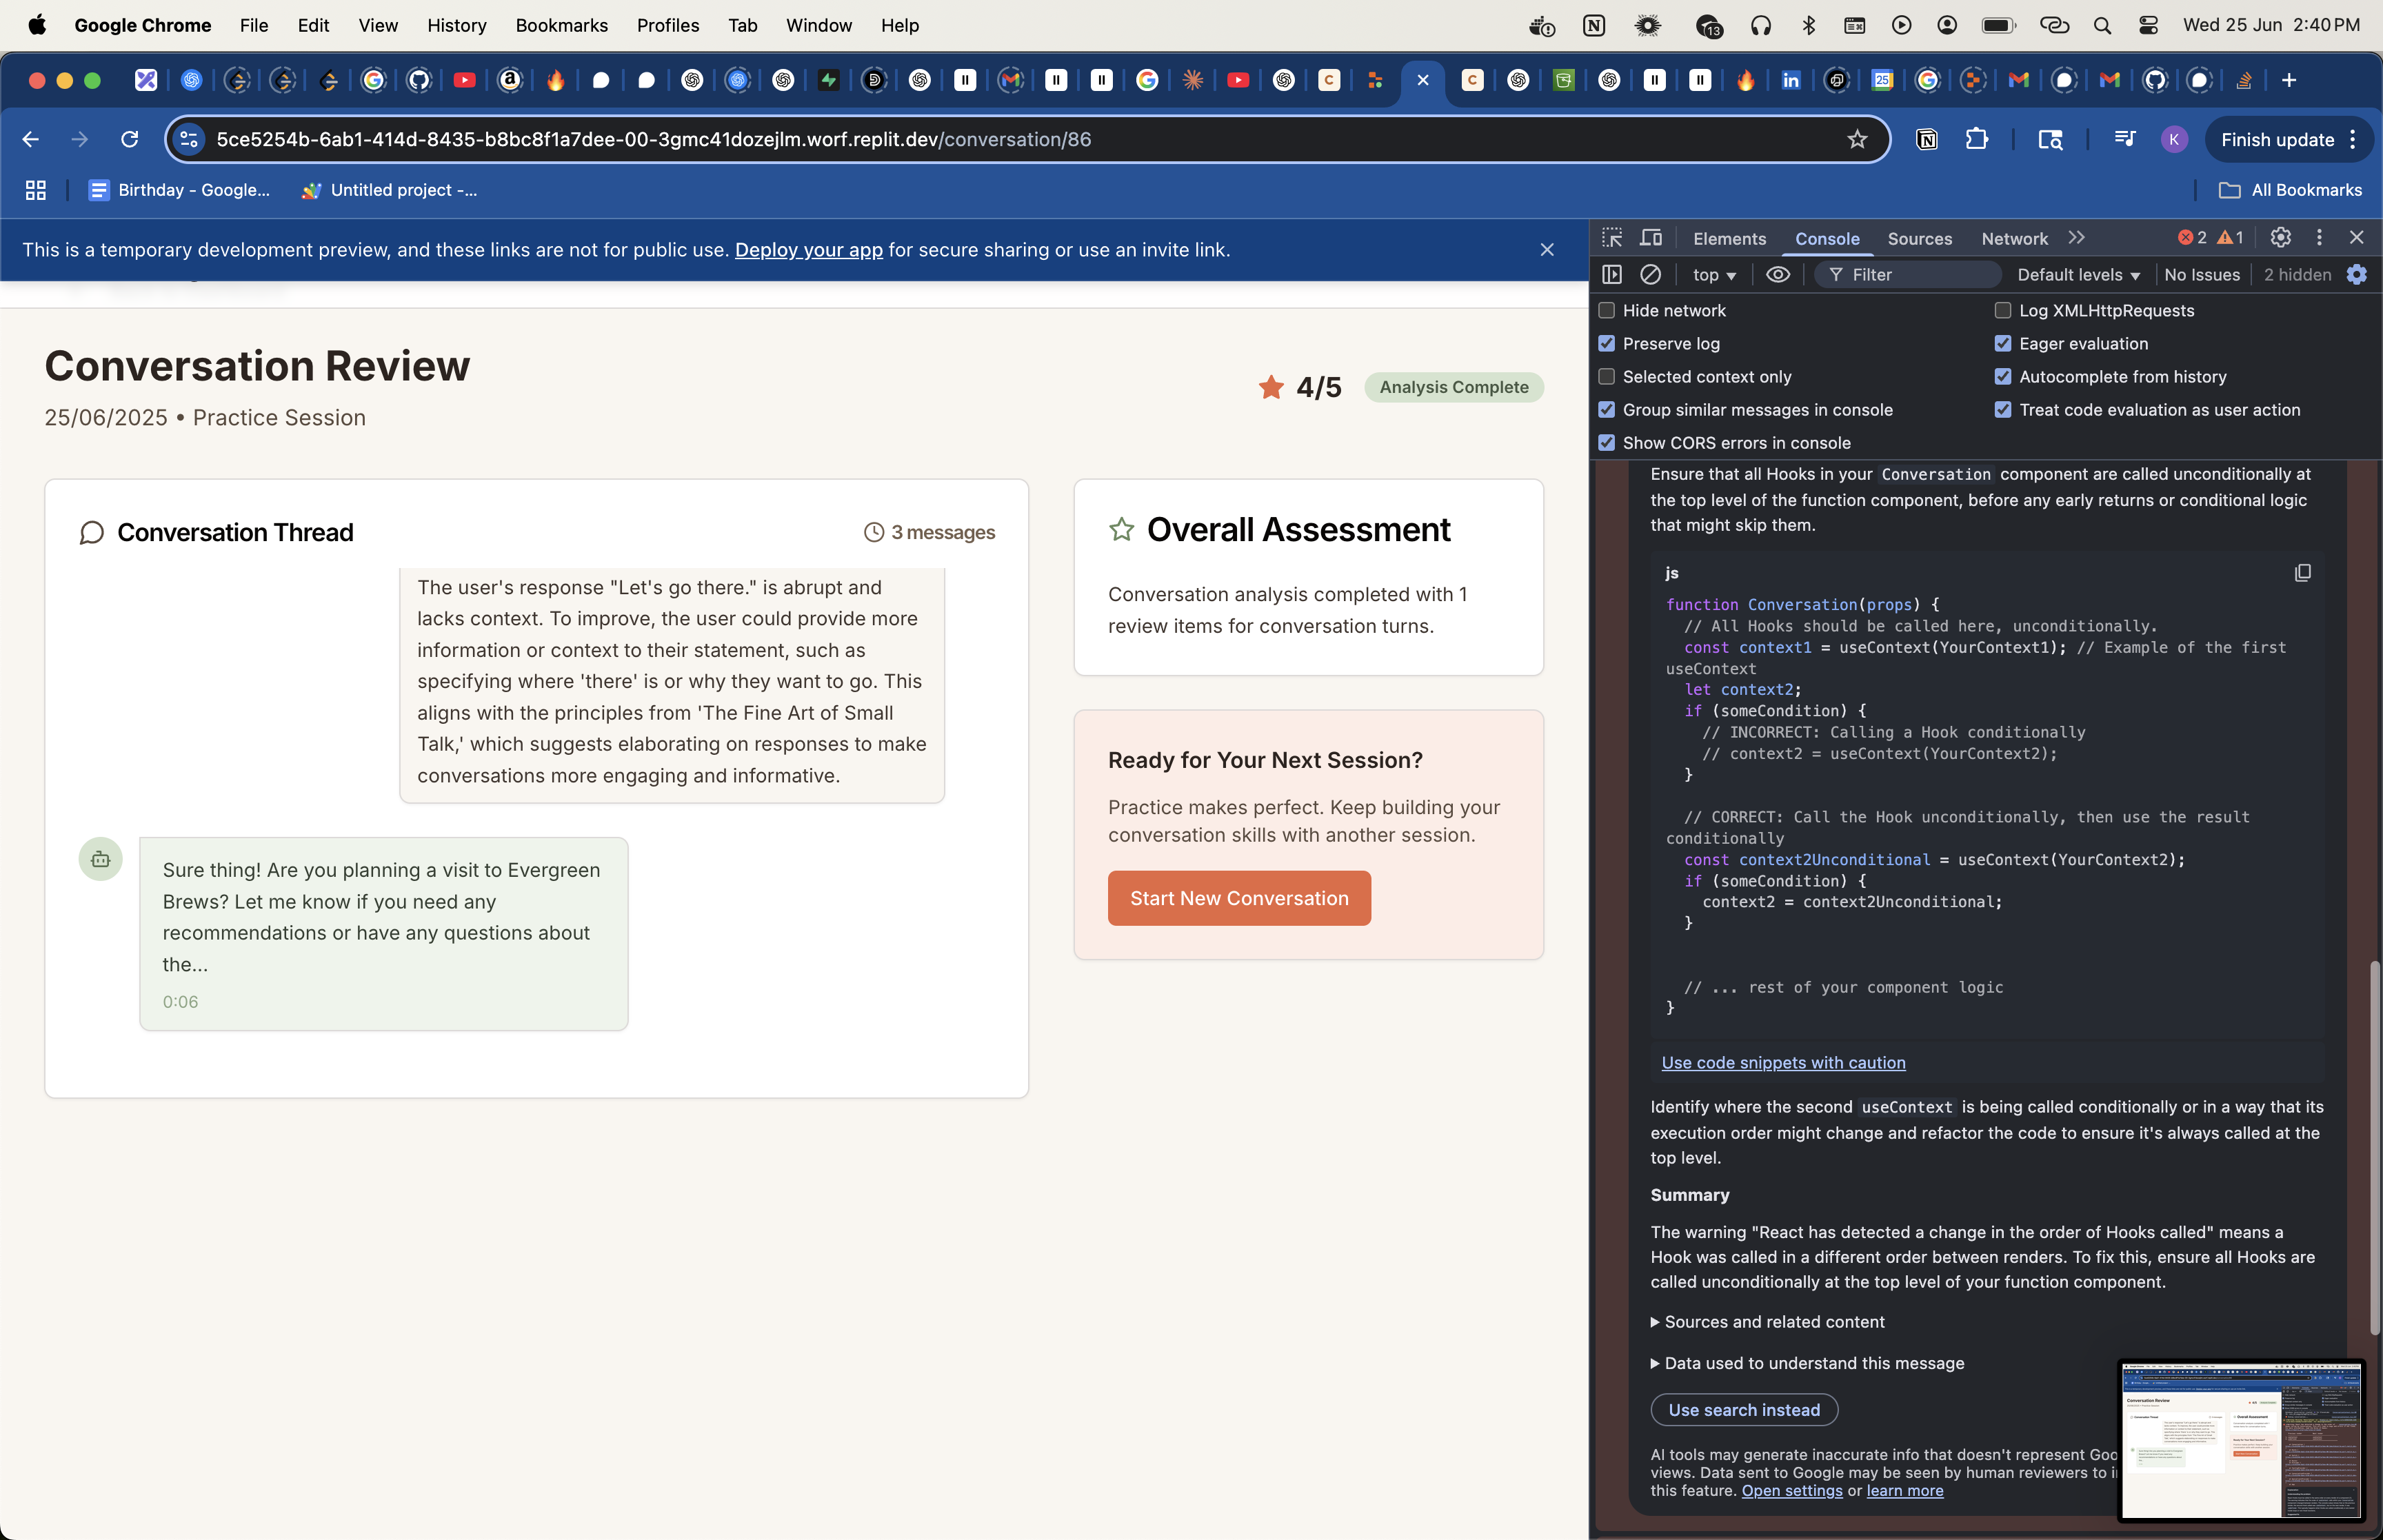 Google Chrome File Edit View History Bookmarks Profiles Tab Window Help
13
Wed 25 Jun 2:40 PM
25
5ce5254b-6ab1-414d-8435-b8bc8f1a7dee-00-3gmc41dozejlm.worf.replit.dev/conversation/86
K
Finish update
Birthday - Google...
Untitled project -...
All Bookmarks
This is a temporary development preview, and these links are not for public use. Deploy your app for secure sharing or use an invite link.
Conversation Review
25/06/2025 • Practice Session
4/5
Analysis Complete
Conversation Thread
3 messages
The user's response "Let's go there." is abrupt and
lacks context. To improve, the user could provide more
information or context to their statement, such as
specifying where 'there' is or why they want to go. This
aligns with the principles from 'The Fine Art of Small
Talk,' which suggests elaborating on responses to make
conversations more engaging and informative.
Sure thing! Are you planning a visit to Evergreen
Brews? Let me know if you need any
recommendations or have any questions about
the...
0:06
Overall Assessment
Conversation analysis completed with 1
review items for conversation turns.
Ready for Your Next Session?
Practice makes perfect. Keep building your
conversation skills with another session.
Start New Conversation
Elements Console Sources Network
2
1
top
Filter
Default levels
No Issues
2 hidden
Hide network
Log XMLHttpRequests
Preserve log
Eager evaluation
Selected context only
Autocomplete from history
Group similar messages in console
Treat code evaluation as user action
Show CORS errors in console
Ensure that all Hooks in your Conversation component are called unconditionally at
the top level of the function component, before any early returns or conditional logic
that might skip them.
js
function Conversation(props) {
// All Hooks should be called here, unconditionally.
const context1 = useContext(YourContext1); // Example of the first
useContext
let context2;
if (someCondition) {
// INCORRECT: Calling a Hook conditionally
// context2 = useContext(YourContext2);
}
// CORRECT: Call the Hook unconditionally, then use the result
conditionally
const context2Unconditional = useContext(YourContext2);
if (someCondition) {
context2 = context2Unconditional;
}
// ... rest of your component logic
}
Use code snippets with caution
Identify where the second useContext is being called conditionally or in a way that its
execution order might change and refactor the code to ensure it's always called at the
top level.
Summary
The warning "React has detected a change in the order of Hooks called" means a
Hook was called in a different order between renders. To fix this, ensure all Hooks are
called unconditionally at the top level of your function component.
Sources and related content
Data used to understand this message
Use search instead
AI tools may generate inaccurate info that doesn't represent Goo
views. Data sent to Google may be seen by human reviewers to i
this feature. Open settings or learn more
Conversation Review